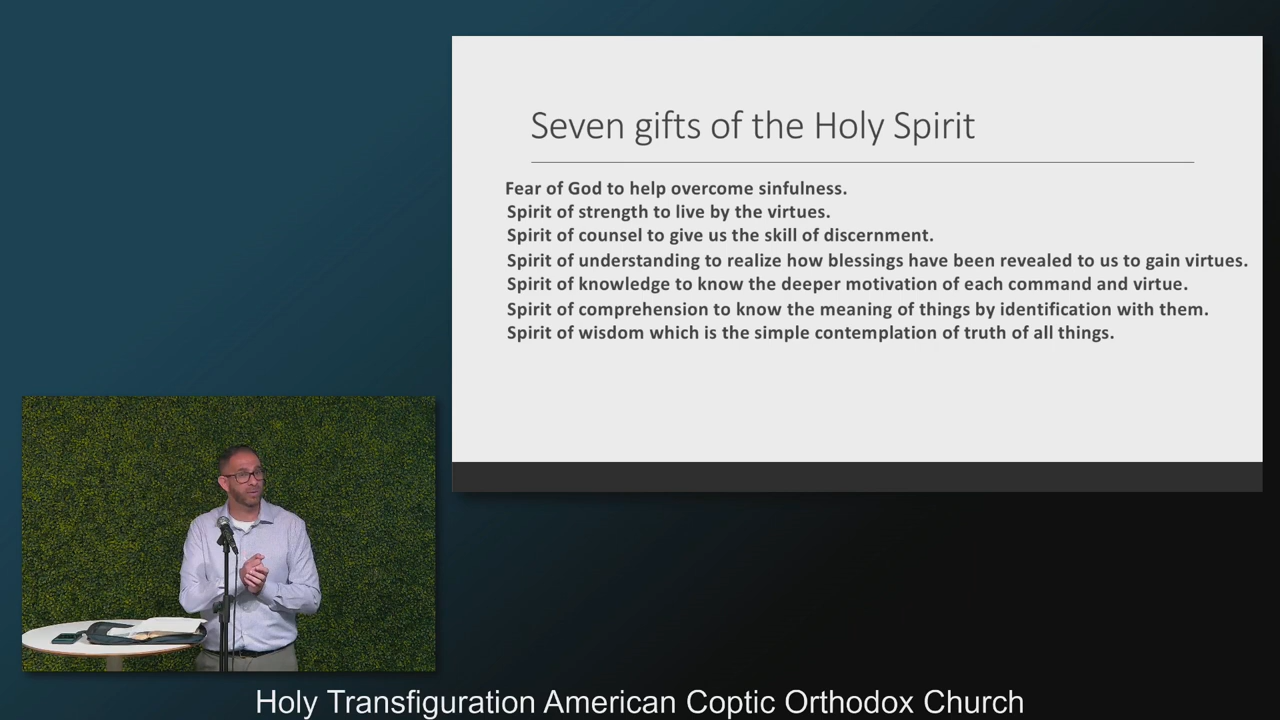 Seven gifts of the Holy Spirit
Fear of God to help overcome sinfulness.
Spirit of strength to live by the virtues.
Spirit of counsel to give us the skill of discernment.
Spirit of understanding to realize how blessings have been revealed to us to gain virtues.
Spirit of knowledge to know the deeper motivation of each command and virtue.
Spirit of comprehension to know the meaning of things by identification with them.
Spirit of wisdom which is the simple contemplation of truth of all things.
Holy Transfiguration American Coptic Orthodox Church